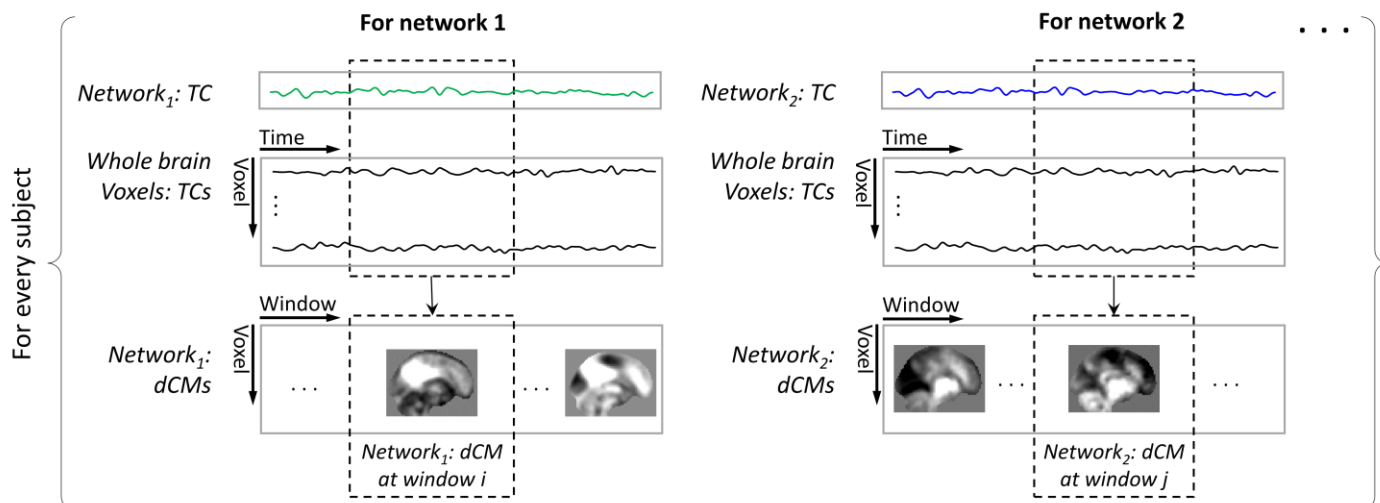 For every subject
For network 1
Network₁: TC
Time
Voxel
Whole brain
Voxels: TCs
⋮
Window
Voxel
Network₁:
dCMs
. . .
. . .
Network₁: dCM
at window i
For network 2
. . .
Network₂: TC
Time
Voxel
Whole brain
Voxels: TCs
⋮
Window
Voxel
Network₂:
dCMs
. . .
. . .
Network₂: dCM
at window j